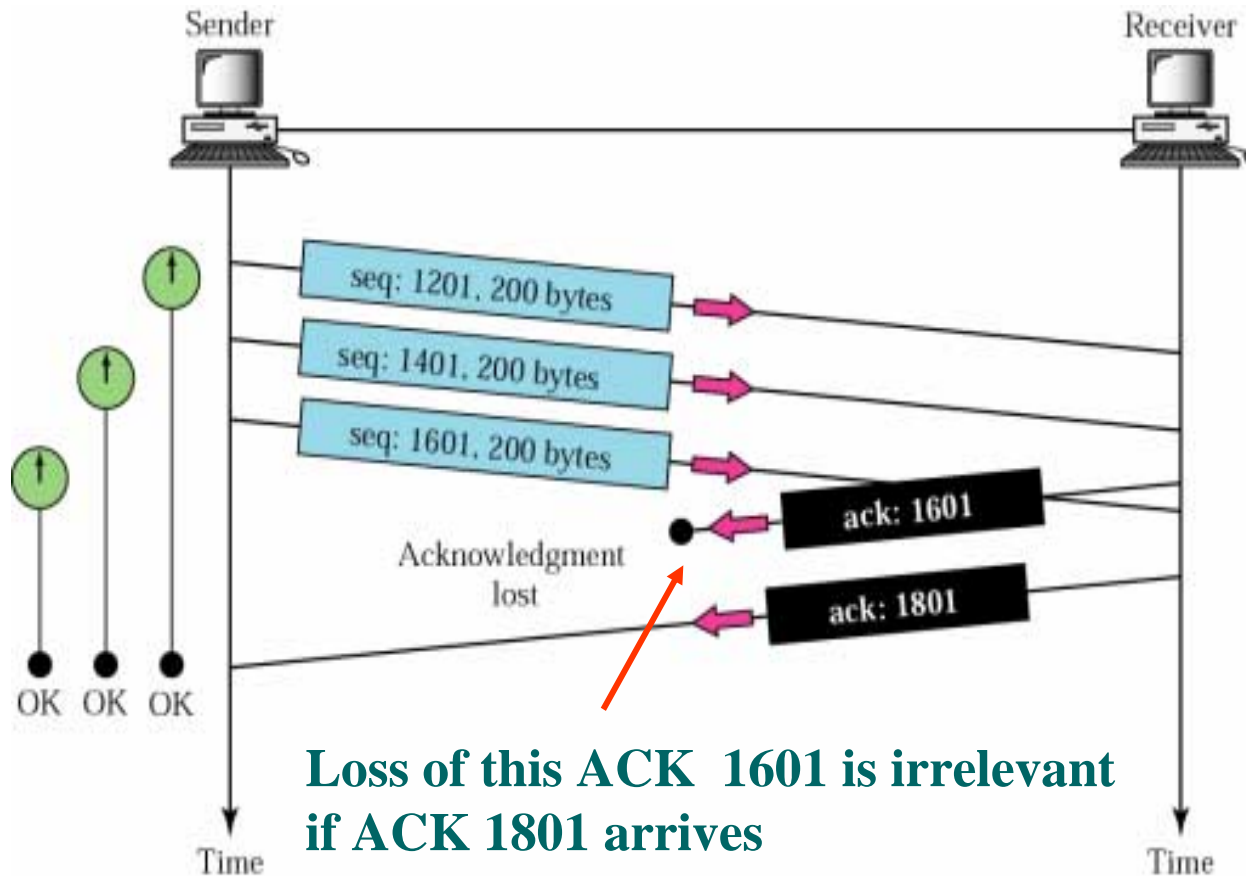 Sender
Receiver
seq: 1201, 200 bytes
seq: 1401, 200 bytes
seq: 1601, 200 bytes
ack: 1601
Acknowledgment
lost
ack: 1801
OK OK OK
Loss of this ACK 1601 is irrelevant
if ACK 1801 arrives
Time
Time